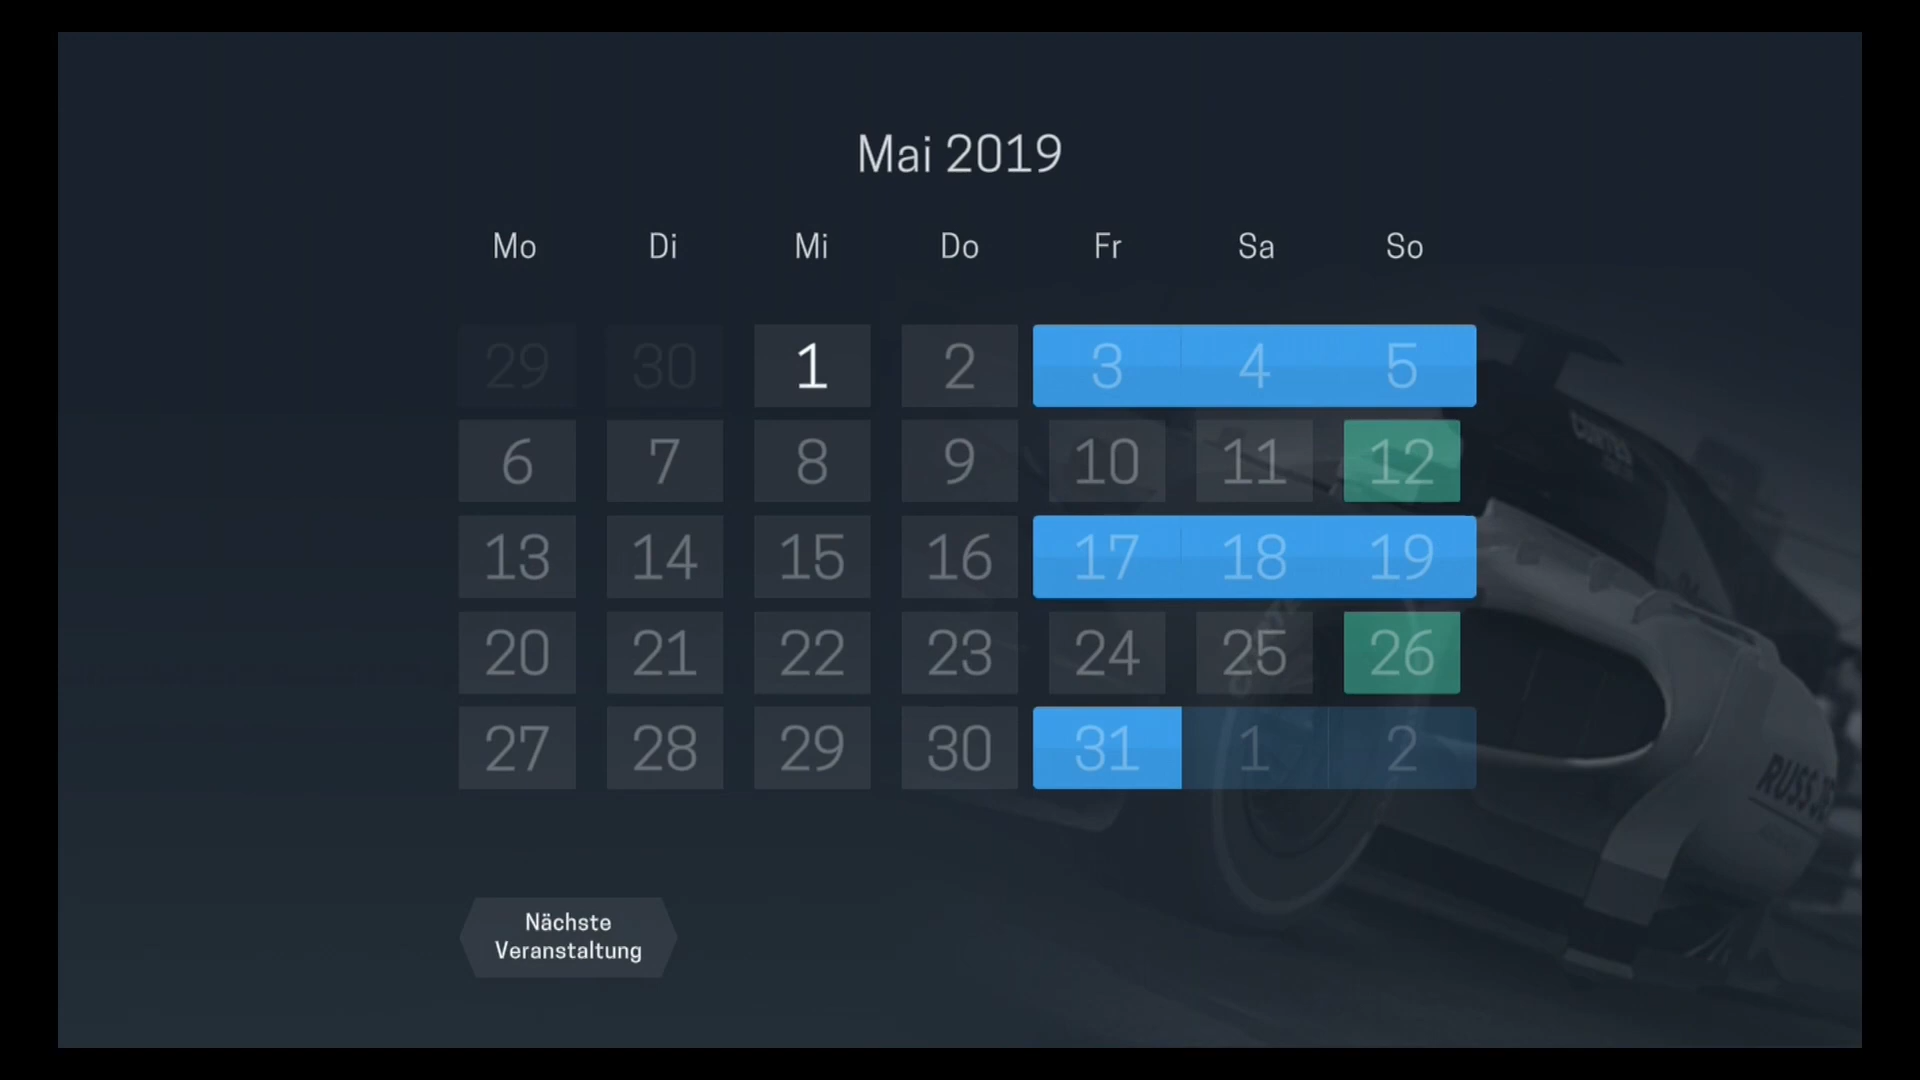 Mai 2019
Mo Di Mi Do Fr Sa So
29 30 1 2 3 4 5
6 7 8 9 10 11 12
13 14 15 16 17 18 19
20 21 22 23 24 25 26
27 28 29 30 31 1 2
Nächste
Veranstaltung